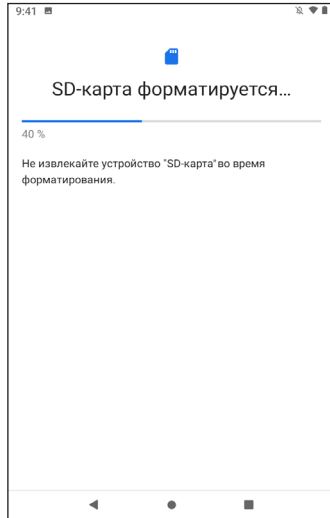 9:41
SD-карта форматируется...
40 %
Не извлекайте устройство "SD-карта" во время
форматирования.